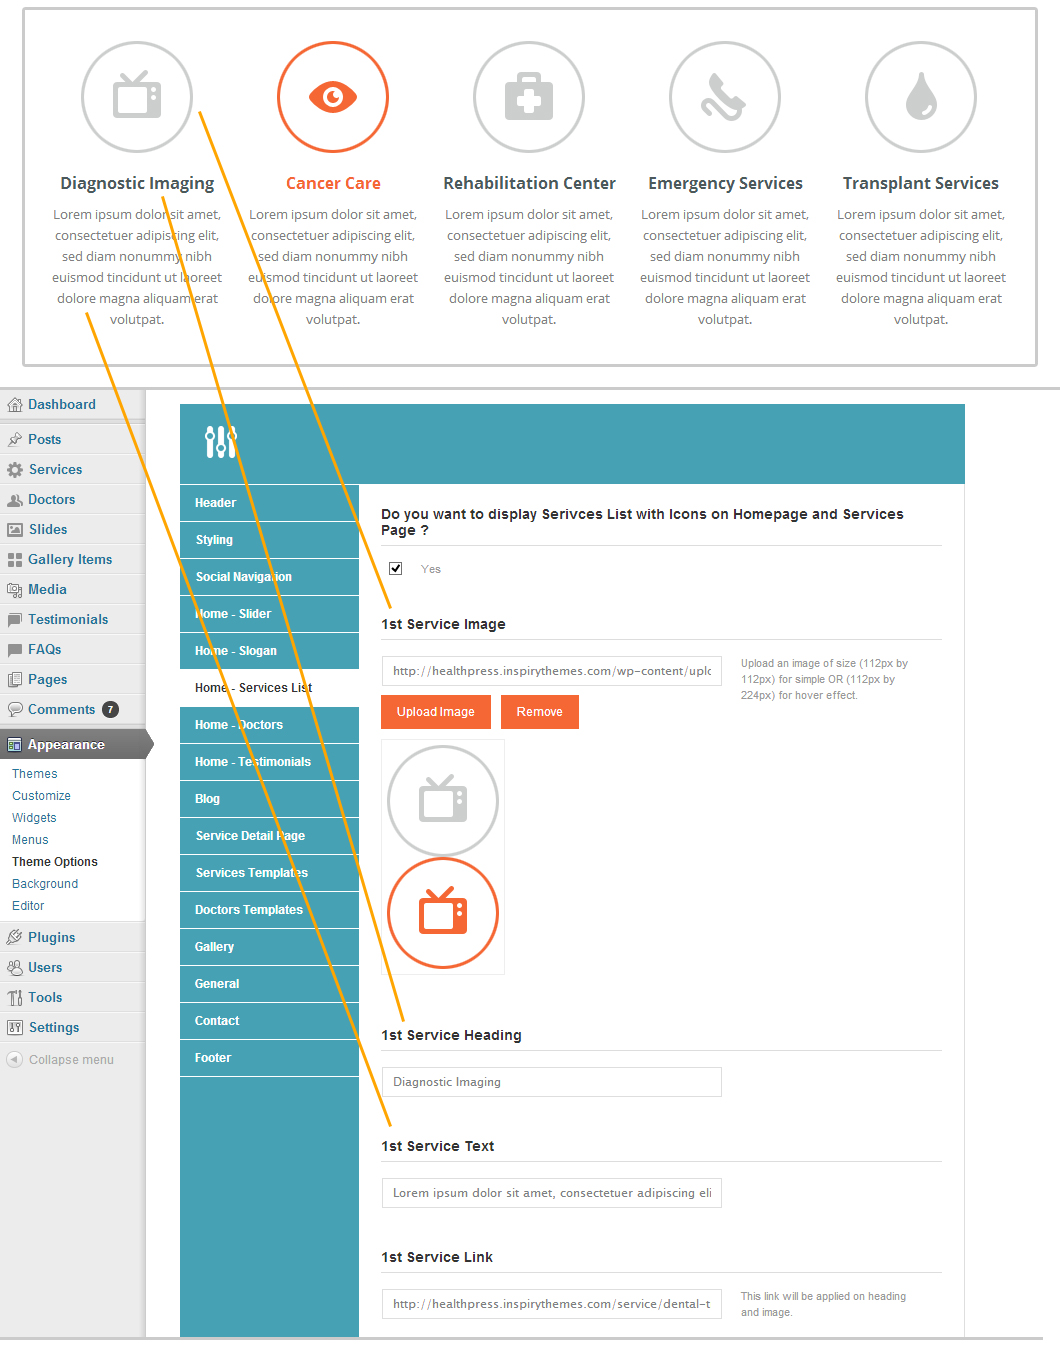 Diagnostic Imaging
Lorem ipsum dolor sit amet,
consectetuer adipiscing elit,
sed diam nonummy nibh
euismod tincidunt ut laoreet
dolore magna aliquam erat
volutpat.
Cancer Care
Lorem ipsum dolor sit amet,
consectetuer adipiscing elit,
sed diam nonummy nibh
euismod tincidunt ut laoreet
dolore magna aliquam erat
volutpat.
Rehabilitation Center
Lorem ipsum dolor sit amet,
consectetuer adipiscing elit,
sed diam nonummy nibh
euismod tincidunt ut laoreet
dolore magna aliquam erat
volutpat.
Emergency Services
Lorem ipsum dolor sit amet,
consectetuer adipiscing elit,
sed diam nonummy nibh
euismod tincidunt ut laoreet
dolore magna aliquam erat
volutpat.
Transplant Services
Lorem ipsum dolor sit amet,
consectetuer adipiscing elit,
sed diam nonummy nibh
euismod tincidunt ut laoreet
dolore magna aliquam erat
volutpat.
Dashboard
Posts
Services
Doctors
Slides
Gallery Items
Media
Testimonials
FAQs
Pages
Comments 7
Appearance
Themes
Customize
Widgets
Menus
Theme Options
Background
Editor
Plugins
Users
Tools
Settings
Collapse menu
Header
Styling
Social Navigation
Home - Slider
Home - Slogan
Home - Services List
Home - Doctors
Home - Testimonials
Blog
Service Detail Page
Services Templates
Doctors Templates
Gallery
General
Contact
Footer
Do you want to display Serivces List with Icons on Homepage and Services
Page ?
Yes
1st Service Image
http://healthpress.inspirythemes.com/wp-content/uplo
Upload an image of size (112px by
112px) for simple OR (112px by
224px) for hover effect.
Upload Image
Remove
1st Service Heading
Diagnostic Imaging
1st Service Text
Lorem ipsum dolor sit amet, consectetuer adipiscing eli
1st Service Link
http://healthpress.inspirythemes.com/service/dental-t
This link will be applied on heading
and image.